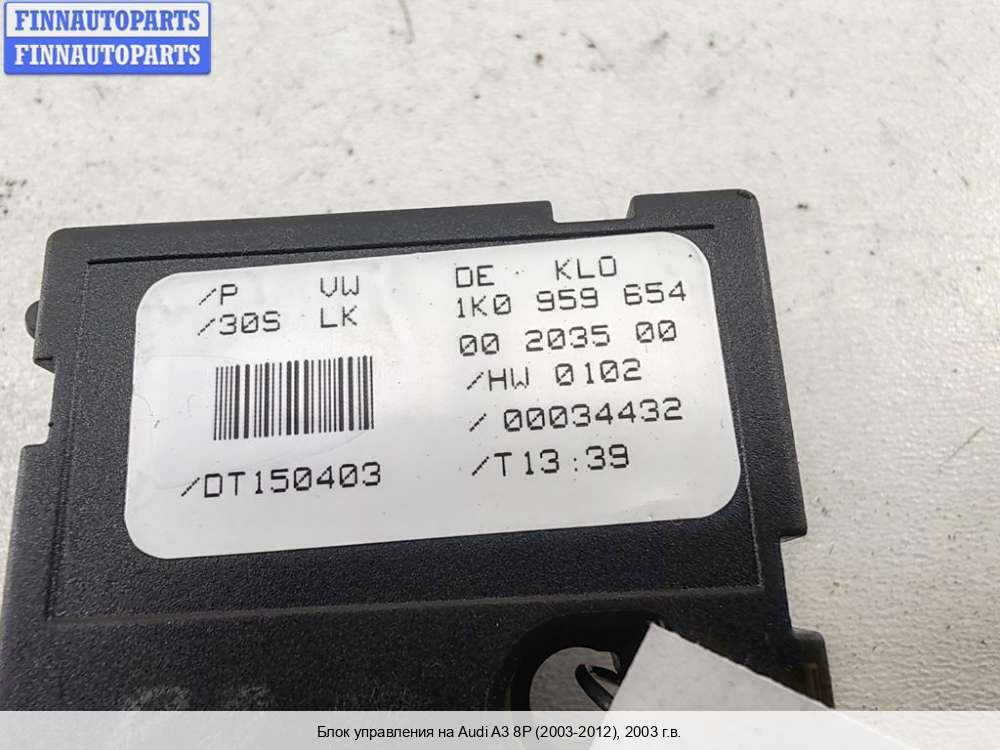 FINNAUTOPARTS
FINNAUTOPARTS
/P VW DE KLO
/30S LK 1K0 959 654
00 2035 00
/HW 0102
/ 00034432
/DT150403 /T13:39
Блок управления на Audi A3 8P (2003-2012), 2003 г.в.